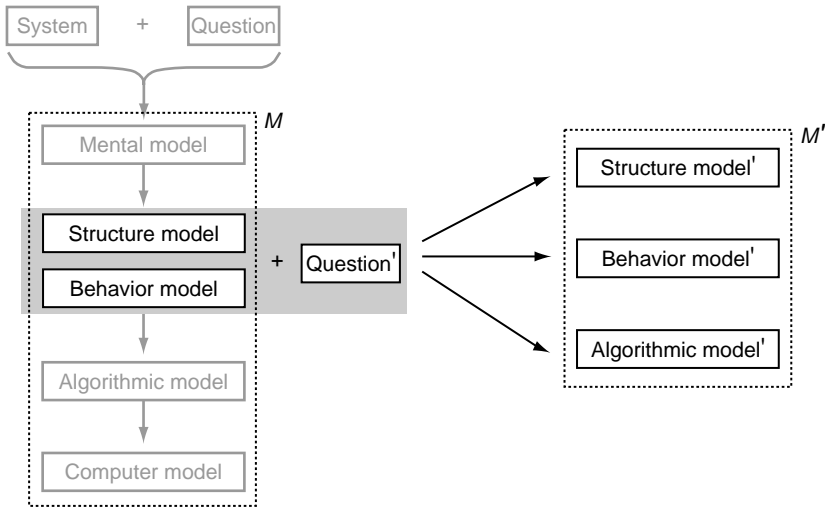 System + Question
M
Mental model
Structure model
Behavior model
+ Question'
Algorithmic model
Computer model
M'
Structure model'
Behavior model'
Algorithmic model'